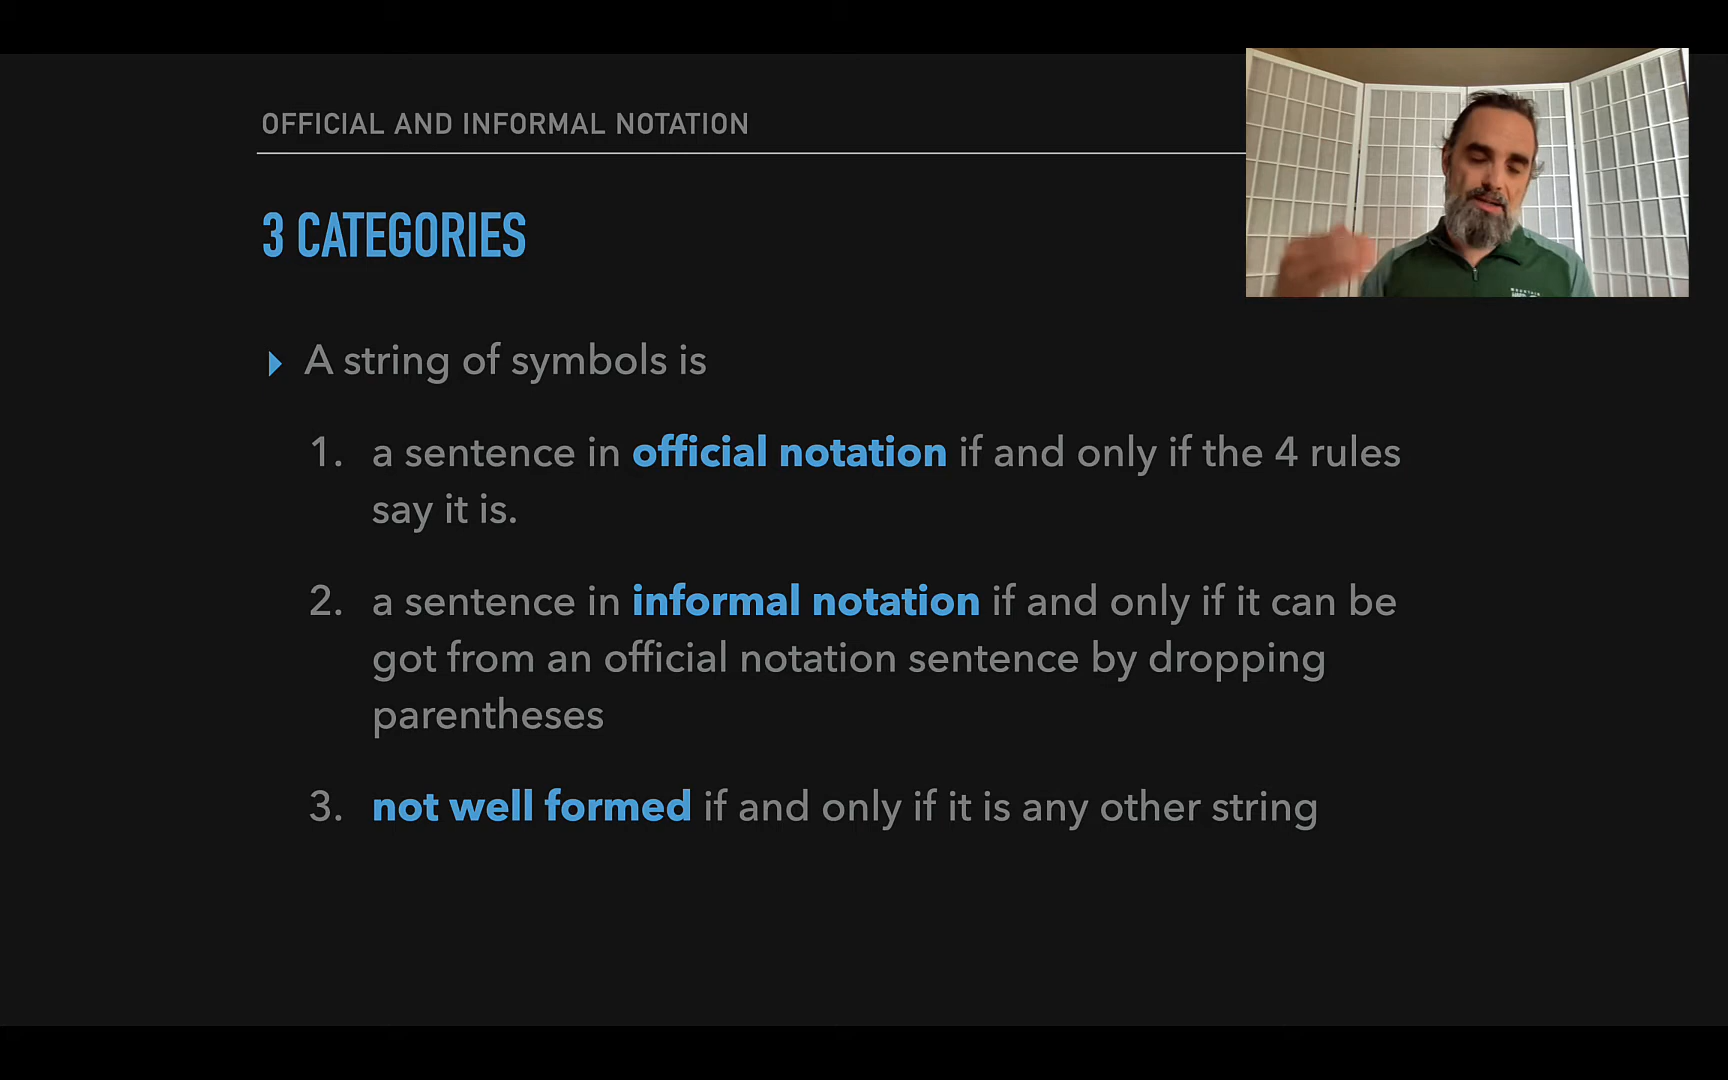 OFFICIAL AND INFORMAL NOTATION
3 CATEGORIES
A string of symbols is
1. a sentence in official notation if and only if the 4 rules
say it is.
2. a sentence in informal notation if and only if it can be
got from an official notation sentence by dropping
parentheses
3. not well formed if and only if it is any other string